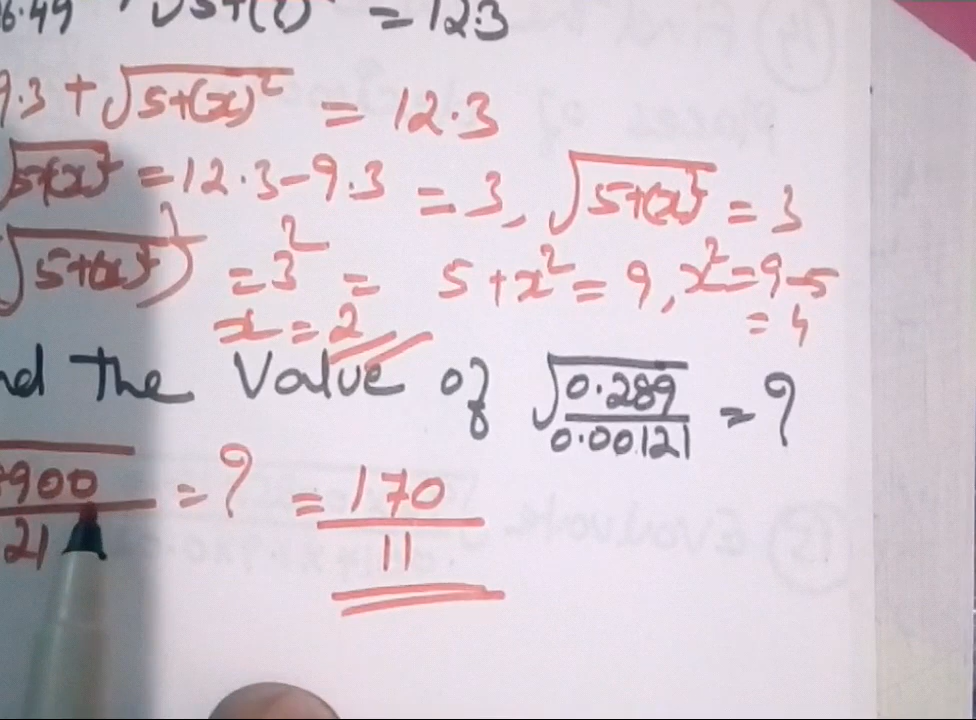 6.49 √5+(?)² = 12.3
9.3 + √5+(x)² = 12.3
√5+(x)² = 12.3-9.3 = 3, √5+(x)² = 3
(√5+(x)²)² = 3² = 5+x² = 9, x² = 9-5
x = 2 = 4
nd The Value of √0.289/0.00121 = ?
900/21 = ? = 170/11